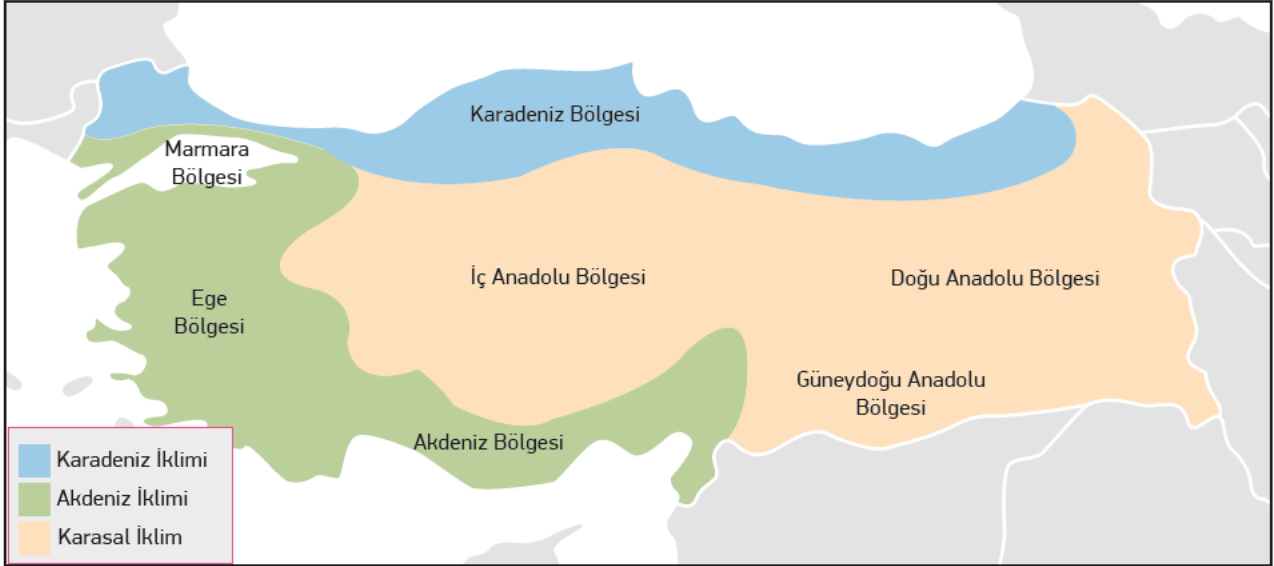 Karadeniz Bölgesi
Marmara
Bölgesi
İç Anadolu Bölgesi
Doğu Anadolu Bölgesi
Ege
Bölgesi
Güneydoğu Anadolu
Bölgesi
Akdeniz Bölgesi
Karadeniz İklimi
Akdeniz İklimi
Karasal İklim